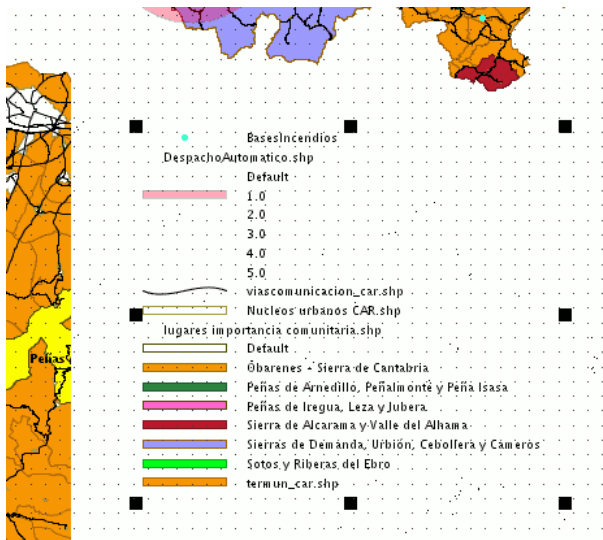 BasesIncendios
DespachoAutomatico.shp
Default
1.0
2.0
3.0
4.0
5.0
viascomunicacion_car.shp
Nucleos urbanos CAR.shp
lugares importancia comunitaria.shp
Default
Peñas
Obarenes - Sierra de Cantabria
Peñas de Arnedillo, Peñalmonte y Peña Isasa
Peñas de Iregua, Leza y Jubera
Sierra de Alcarama y Valle del Alhama
Sierras de Demanda, Urbión, Cebollera y Cameros
Sotos y Riberas del Ebro
termun_car.shp